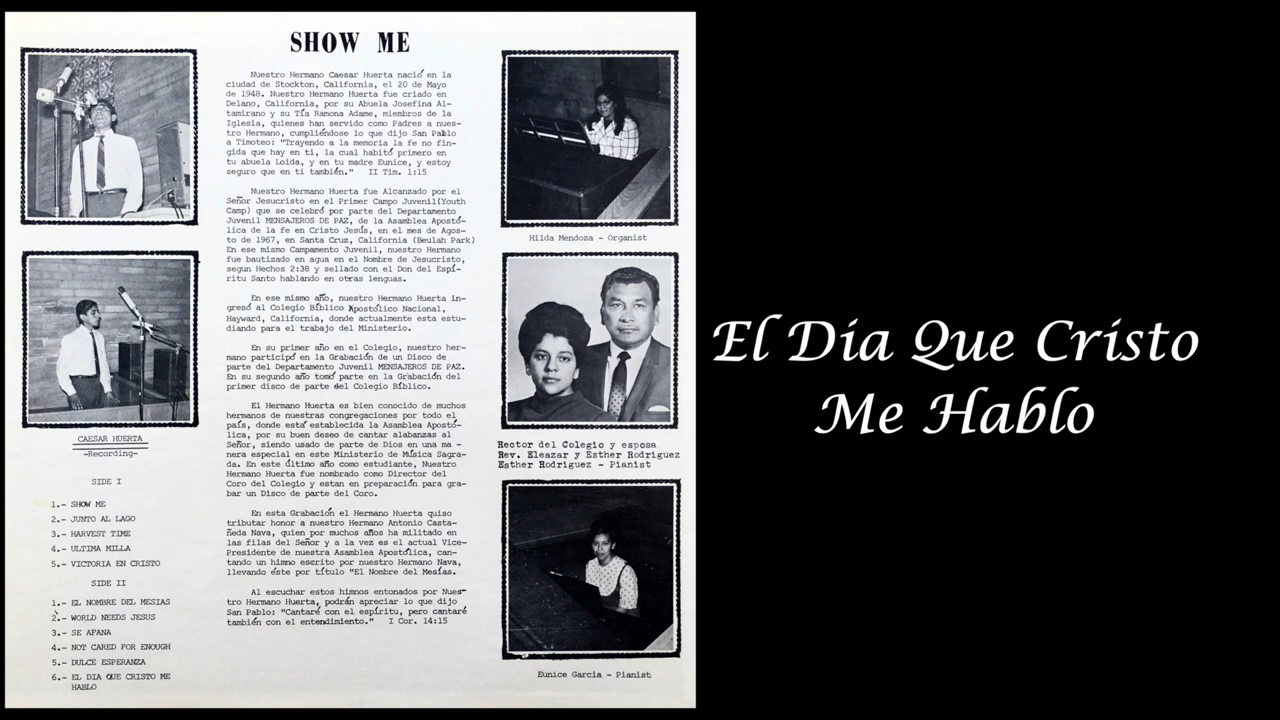 SHOW ME
Nuestro Hermano Caesar Huerta nació en la
ciudad de Stockton, California, el 20 de Mayo
de 1948. Nuestro Hermano Huerta fue criado en
Delano, California, por su Abuela Josefina Al-
tamirano y su Tía Ramona Adame, miembros de la
Iglesia, quienes han servido como Padres a nues-
tro Hermano, cumpliéndose lo que dijo San Pablo
a Timoteo: "Trayendo a la memoria la fe no fin-
gida que hay en ti, la cual habitó primero en
tu abuela Loida, y en tu madre Eunice, y estoy
seguro que en ti también." II Tim. 1:15
Nuestro Hermano Huerta fue Alcanzado por el
Señor Jesucristo en el Primer Campo Juvenil(Youth
Camp) que se celebró por parte del Departamento
Juvenil MENSAJEROS DE PAZ, de la Asamblea Apostó-
lica de la fe en Cristo Jesús, en el mes de Agos-
to de 1967, en Santa Cruz, California (Beulah Park)
En ese mismo Campamento Juvenil, nuestro Hermano
fue bautizado en agua en el Nombre de Jesucristo,
segun Hechos 2:38 y sellado con el Don del Espí-
ritu Santo hablando en otras lenguas.
En ese mismo año, nuestro Hermano Huerta in-
gresó al Colegio Bíblico Apostólico Nacional,
Hayward, California, donde actualmente esta estu-
diando para el trabajo del Ministerio.
En su primer año en el Colegio, nuestro her-
mano participó en la Grabación de un Disco de
parte del Departamento Juvenil MENSAJEROS DE PAZ.
En su segundo año tomó parte en la Grabación del
primer disco de parte del Colegio Bíblico.
El Hermano Huerta es bien conocido de muchos
hermanos de nuestras congregaciones por todo el
país, donde está establecida la Asamblea Apostó-
lica, por su buen deseo de cantar alabanzas al
Señor, siendo usado de parte de Dios en una ma -
nera especial en este Ministerio de Música Sagra-
da. En este último año como estudiante, Nuestro
Hermano Huerta fue nombrado como Director del
Coro del Colegio y estan en preparación para gra-
bar un Disco de parte del Coro.
En esta Grabación el Hermano Huerta quiso
tributar honor a nuestro Hermano Antonio Casta-
ñeda Nava, quien por muchos años ha militado en
las filas del Señor y a la vez es el actual Vice-
Presidente de nuestra Asamblea Apostólica, can-
tando un himno escrito por nuestro Hermano Nava,
llevando éste por título "El Nombre del Mesías.
Al escuchar estos himnos entonados por Nues-
tro Hermano Huerta, podrán apreciar lo que dijo
San Pablo: "Cantaré con el espíritu, pero cantaré
también con el entendimiento." I Cor. 14:15
CAESAR HUERTA
-Recording-
SIDE I
1.- SHOW ME
2.- JUNTO AL LAGO
3.- HARVEST TIME
4.- ULTIMA MILLA
5.- VICTORIA EN CRISTO
SIDE II
1.- EL NOMBRE DEL MESIAS
2.- WORLD NEEDS JESUS
3.- SE AFANA
4.- NOT CARED FOR ENOUGH
5.- DULCE ESPERANZA
6.- EL DIA QUE CRISTO ME
HABLO
Hilda Mendoza - Organist
Rector del Colegio y esposa
Rev. Eleazar y Esther Rodriguez
Esther Rodriguez - Pianist
Eunice Garcia - Pianist
El Dia Que Cristo
Me Hablo